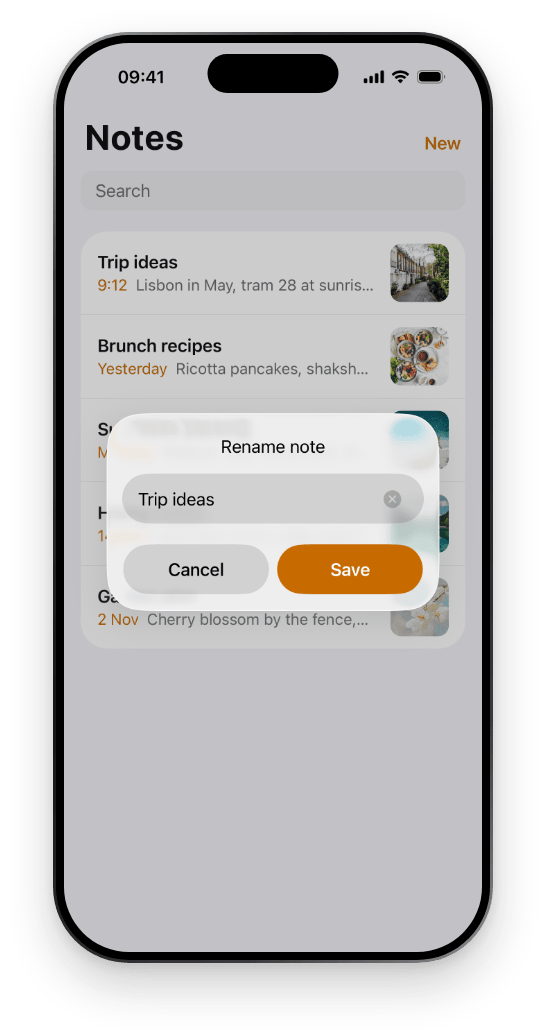 09:41
Notes
New
Search
Trip ideas
9:12 Lisbon in May, tram 28 at sunris...
Brunch recipes
Yesterday Ricotta pancakes, shaksh...
Rename note
Trip ideas
Cancel
Save
2 Nov Cherry blossom by the fence,...